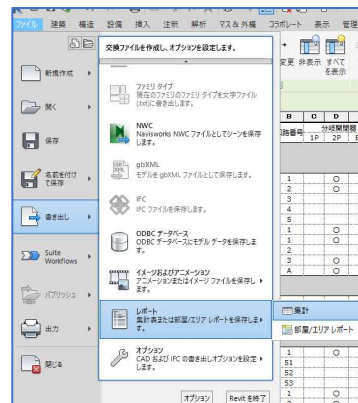 ファイル 建築 構造 設備 挿入 注釈 解析 マス & 外構 コラボレート 表示 管理
交換ファイルを作成し、オプションを設定します。
新規作成
開く
保存
名前を付け
て保存
書き出し
Suite
Workflows
パブリッシュ
出力
閉じる
ファミリ タイプ
現在のファミリのファミリ タイプを文字ファイル
(.txt)に書き出します。
NWC
Navisworks NWC ファイルとしてシーンを保存
します。
gbXML
モデルを gbXML ファイルとして保存します。
IFC
IFC ファイルを保存します。
ODBC データベース
ODBC データベースにモデル データを保存しま
す。
イメージおよびアニメーション
アニメーションまたはイメージ ファイルを保存し
ます。
レポート
集計表または部屋/エリア レポートを保存しま
す。
オプション
CAD および IFC の書き出しオプションを設定
します。
オプション Revit を終了
集計
部屋/エリア レポート
変更 非表示 すべて
を表示
B C D
回路番号 分岐開閉器
1P 2P
1 ○
2 ○
3
4
5
1 ○
1 ○
2
3 ○
A ○
1 ○
51
52
53
1 ○
2 ○